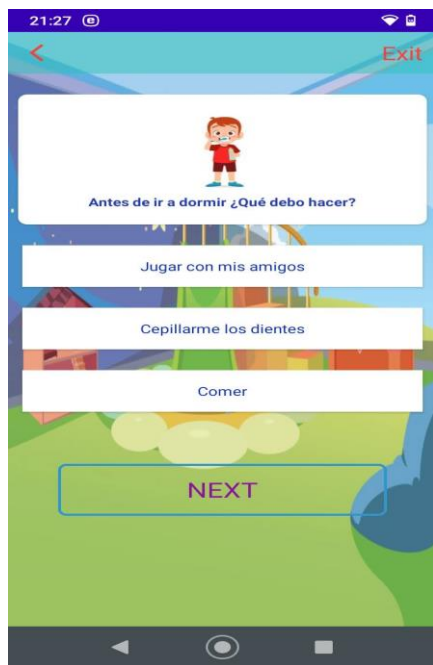 21:27
Exit
Antes de ir a dormir ¿Qué debo hacer?
Jugar con mis amigos
Cepillarme los dientes
Comer
NEXT